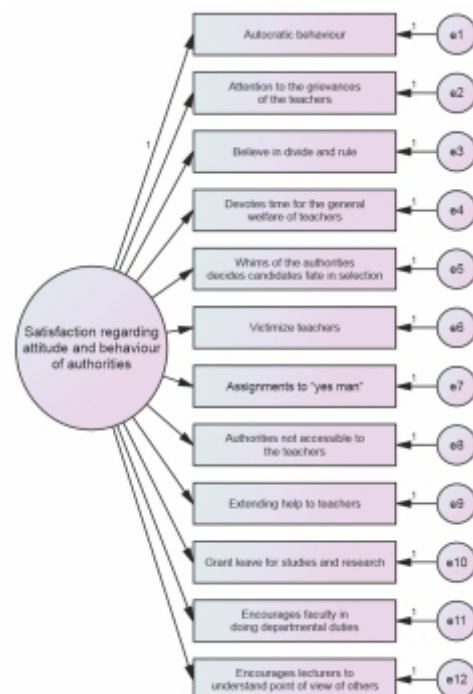 1
Autocratic behaviour
1
e1
Attention to the grievances
of the teachers
1
e2
Believe in divide and rule
1
e3
Devotes time for the general
welfare of teachers
1
e4
Whims of the authorities
decides candidates fate in selection
1
e5
Satisfaction regarding
attitude and behaviour
of authorities
Victimize teachers
1
e6
Assignments to "yes man"
1
e7
Authorities not accessible to
the teachers
1
e8
Extending help to teachers
1
e9
Grant leave for studies and research
1
e10
Encourages faculty in
doing departmental duties
1
e11
Encourages lecturers to
understand point of view of others
1
e12